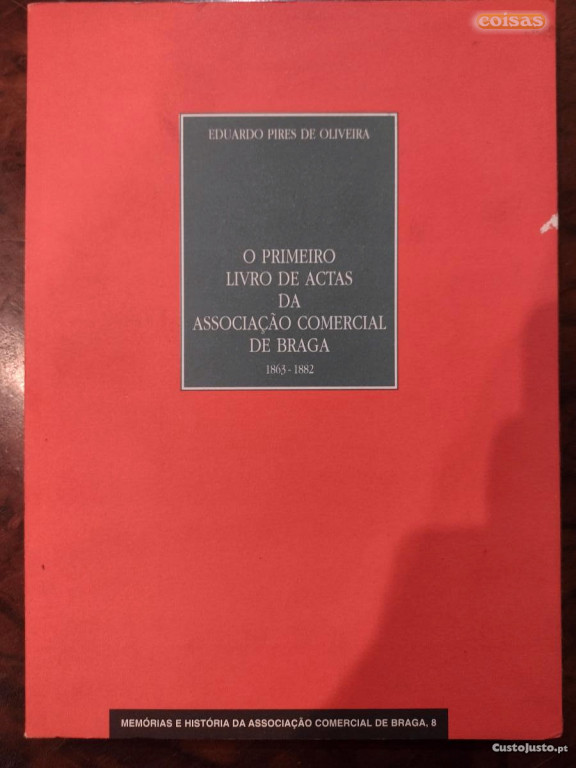 coisas
EDUARDO PIRES DE OLIVEIRA
O PRIMEIRO
LIVRO DE ACTAS
DA
ASSOCIAÇÃO COMERCIAL
DE BRAGA
1863 - 1882
MEMÓRIAS E HISTÓRIA DA ASSOCIAÇÃO COMERCIAL DE BRAGA, 8
CustoJusto.pt